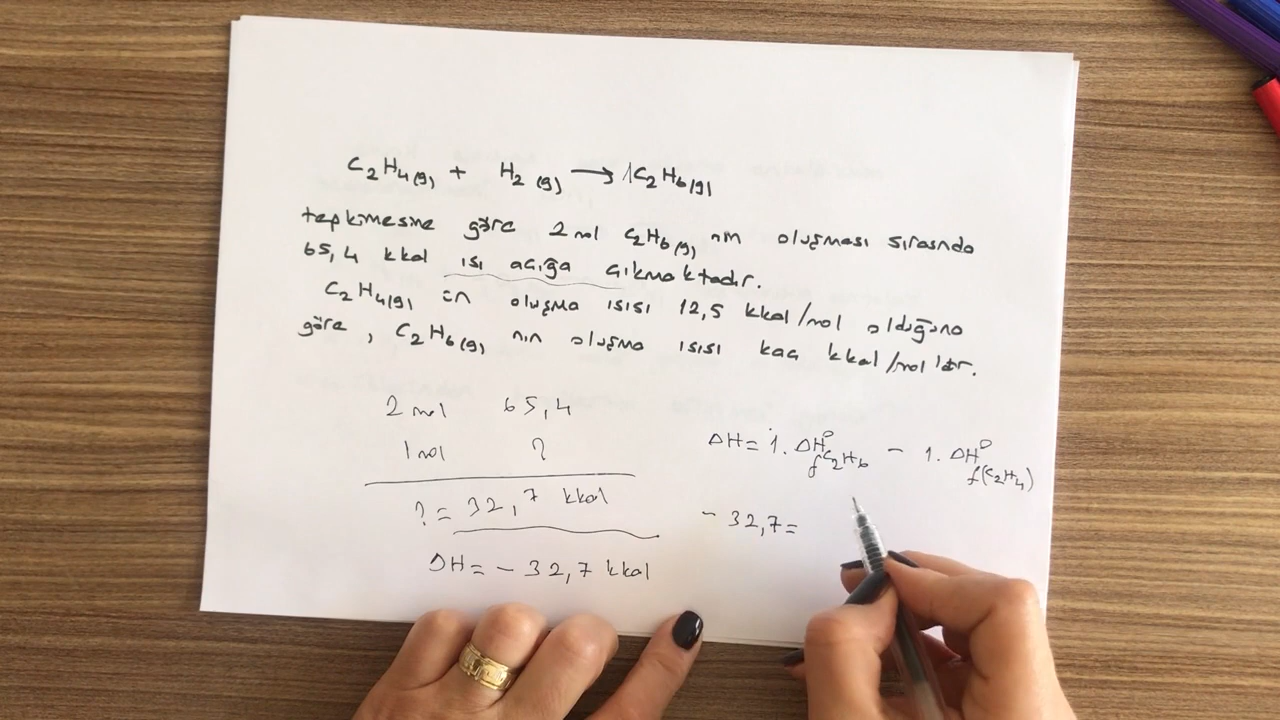 C₂H₄(g) + H₂(g) → 1C₂H₆(g)
tepkimesine göre 2 mol C₂H₆(g) nın oluşması sırasında
65,4 kkal ısı açığa çıkmaktadır.
C₂H₄(g) ün oluşma ısısı 12,5 kkal/mol olduğuna
göre, C₂H₆(g) nın oluşma ısısı kaç kkal/mol'dür.
2 mol 65,4
1 mol ?
? = 32,7 kkal
ΔH = - 32,7 kkal
ΔH = 1. ΔH°f C₂H₆ - 1. ΔH°f(C₂H₄)
- 32,7 =